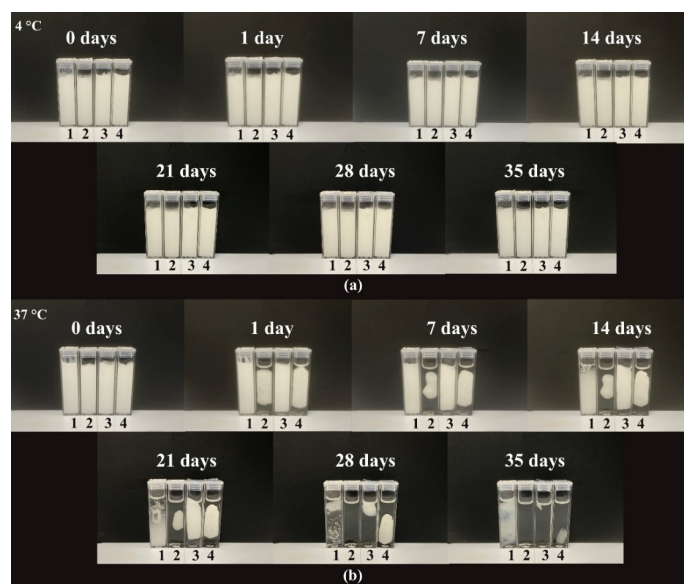 4 °C
0 days 1 day 7 days 14 days
1 2 3 4 1 2 3 4 1 2 3 4 1 2 3 4
21 days 28 days 35 days
1 2 3 4 1 2 3 4 1 2 3 4
(a)
37 °C
0 days 1 day 7 days 14 days
1 2 3 4 1 2 3 4 1 2 3 4 1 2 3 4
21 days 28 days 35 days
1 2 3 4 1 2 3 4 1 2 3 4
(b)